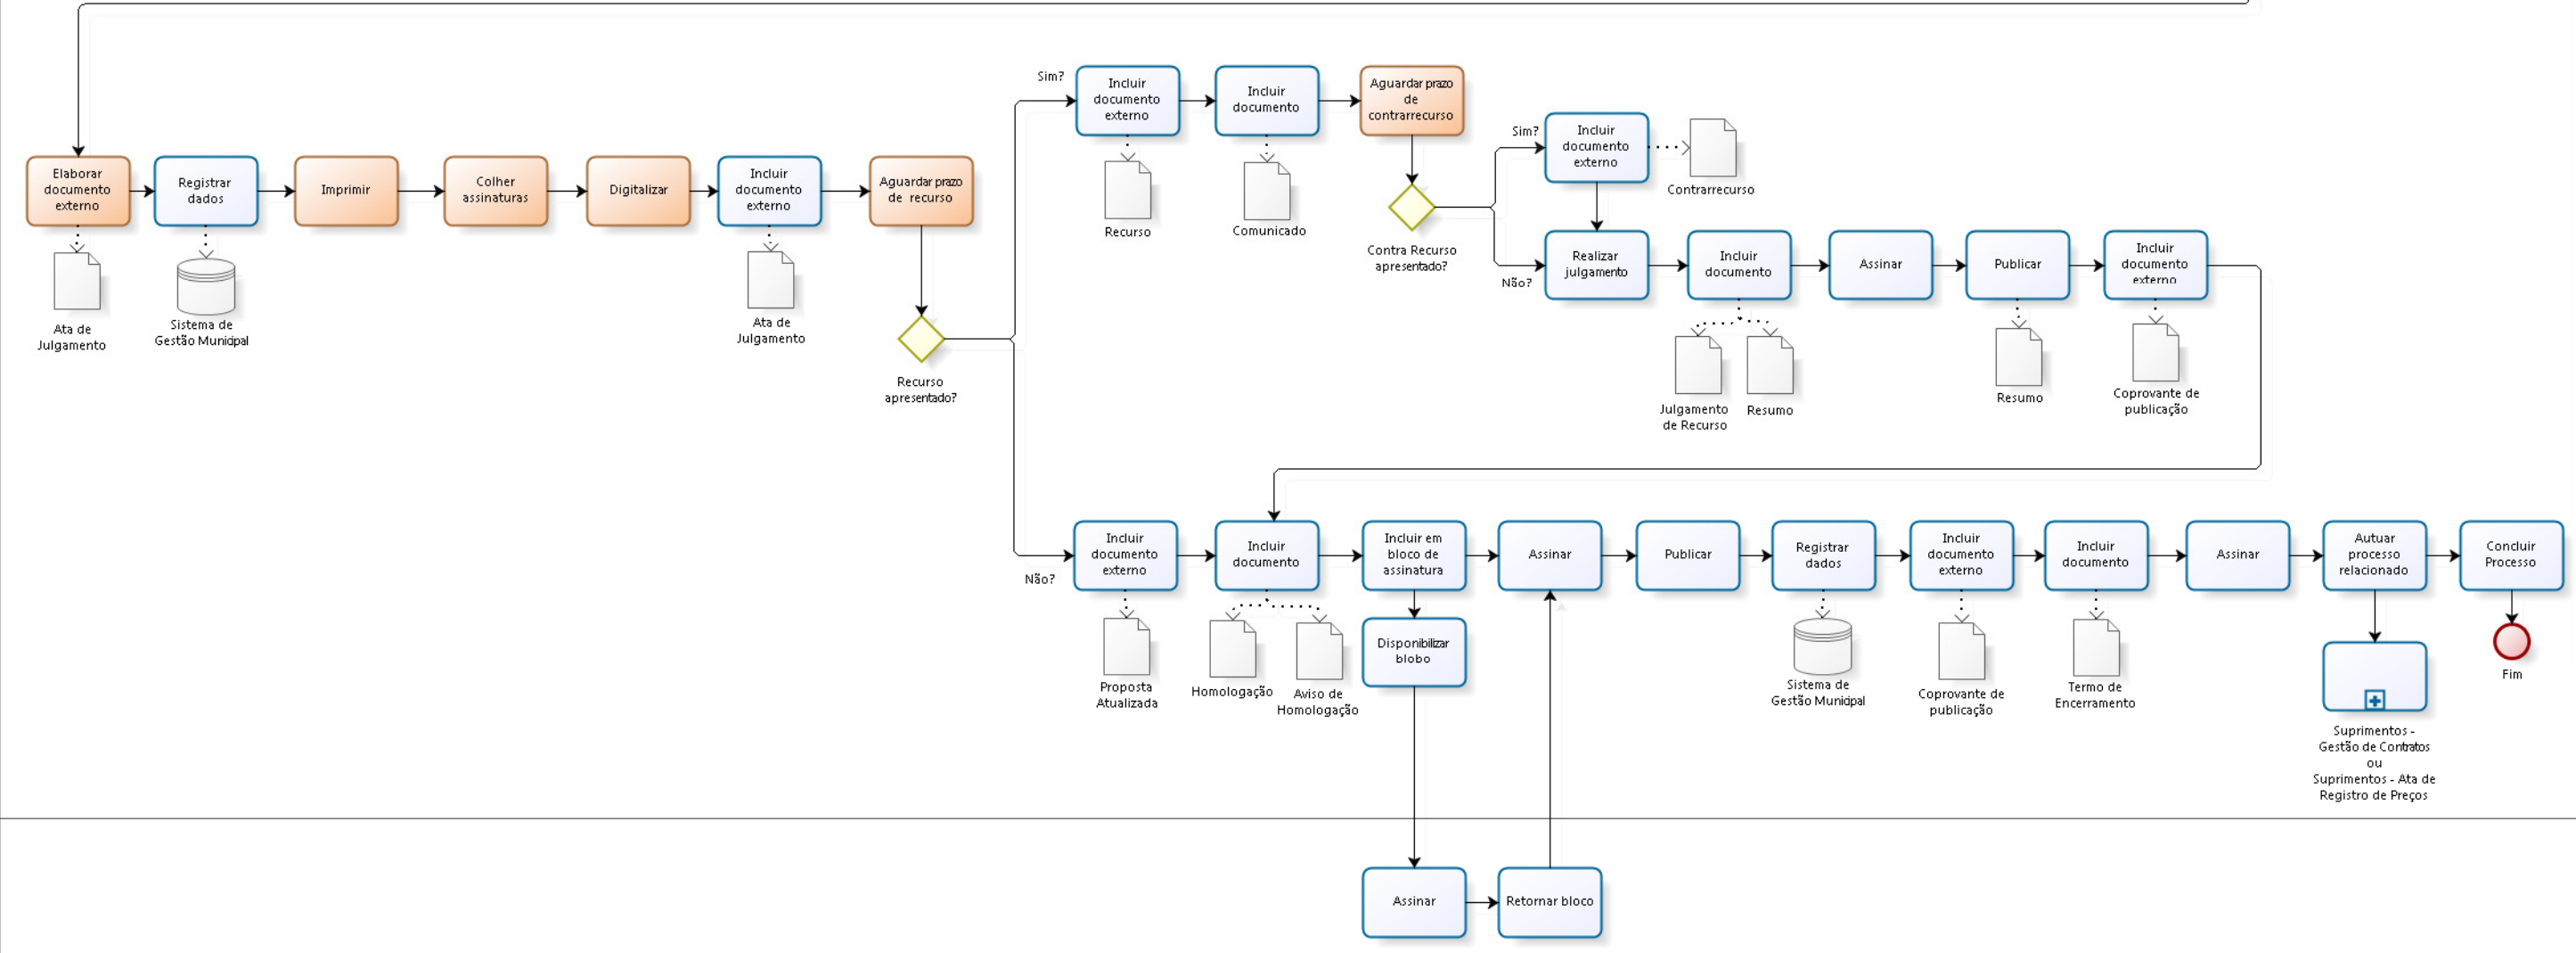 Sim?
Incluir
documento
externo
Incluir
documento
Aguardar prazo
de
contrarrecurso
Recurso
Comunicado
Sim?
Incluir
documento
externo
Contrarrecurso
Contra Recurso
apresentado?
Não?
Elaborar
documento
externo
Registrar
dados
Imprimir
Colher
assinaturas
Digitalizar
Incluir
documento
externo
Aguardar prazo
de recurso
Ata de
Julgamento
Sistema de
Gestão Municipal
Ata de
Julgamento
Recurso
apresentado?
Realizar
julgamento
Incluir
documento
Assinar
Publicar
Incluir
documento
externo
Julgamento
de Recurso
Resumo
Resumo
Coprovante de
publicação
Não?
Incluir
documento
externo
Incluir
documento
Incluir em
bloco de
assinatura
Assinar
Publicar
Registrar
dados
Incluir
documento
externo
Incluir
documento
Assinar
Autuar
processo
relacionado
Concluir
Processo
Proposta
Atualizada
Homologação
Aviso de
Homologação
Disponibilizar
blobo
Sistema de
Gestão Municipal
Coprovante de
publicação
Termo de
Encerramento
Fim
Suprimentos -
Gestão de Contratos
ou
Suprimentos - Ata de
Registro de Preços
Assinar
Retornar bloco